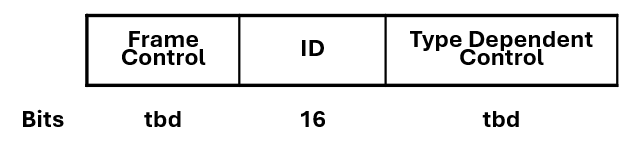 Frame
Control
ID
Type Dependent
Control
Bits
tbd
16
tbd